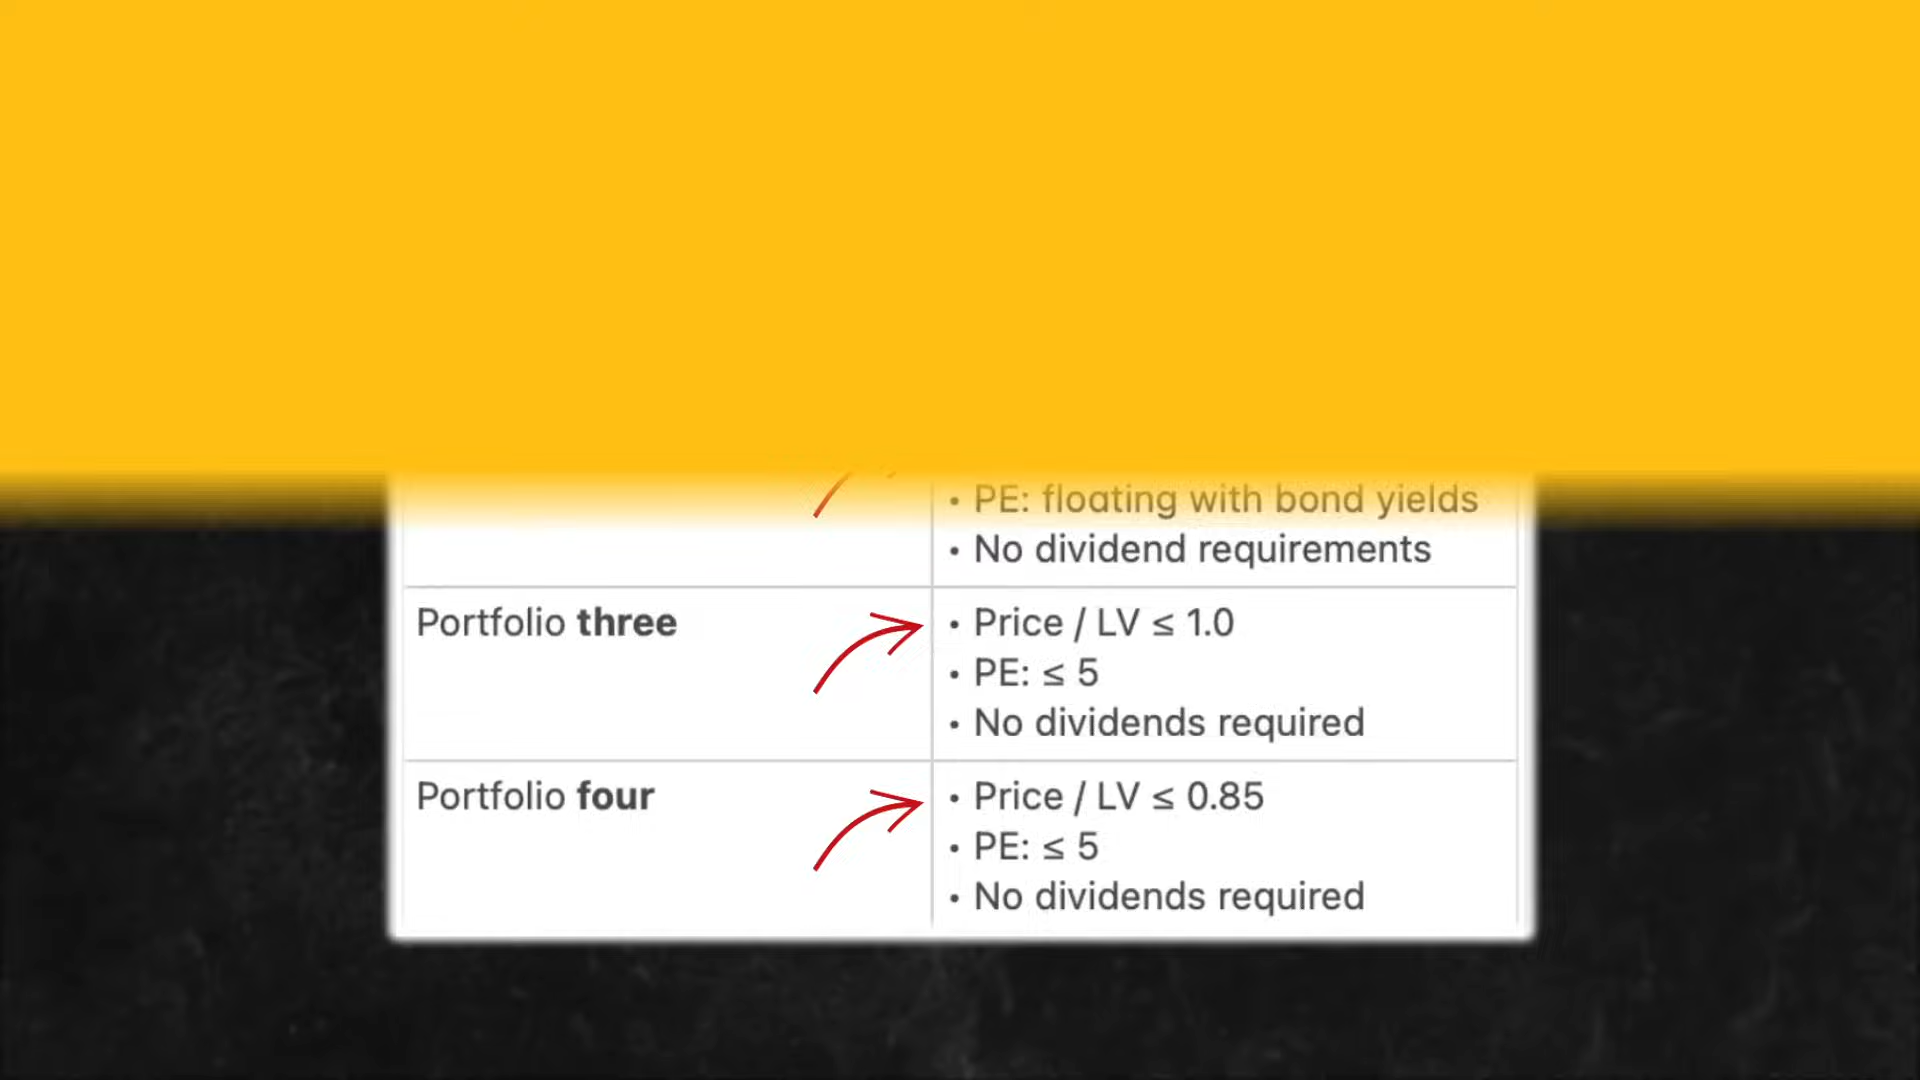 • PE: floating with bond yields
• No dividend requirements
Portfolio three
• Price / LV ≤ 1.0
• PE: ≤ 5
• No dividends required
Portfolio four
• Price / LV ≤ 0.85
• PE: ≤ 5
• No dividends required